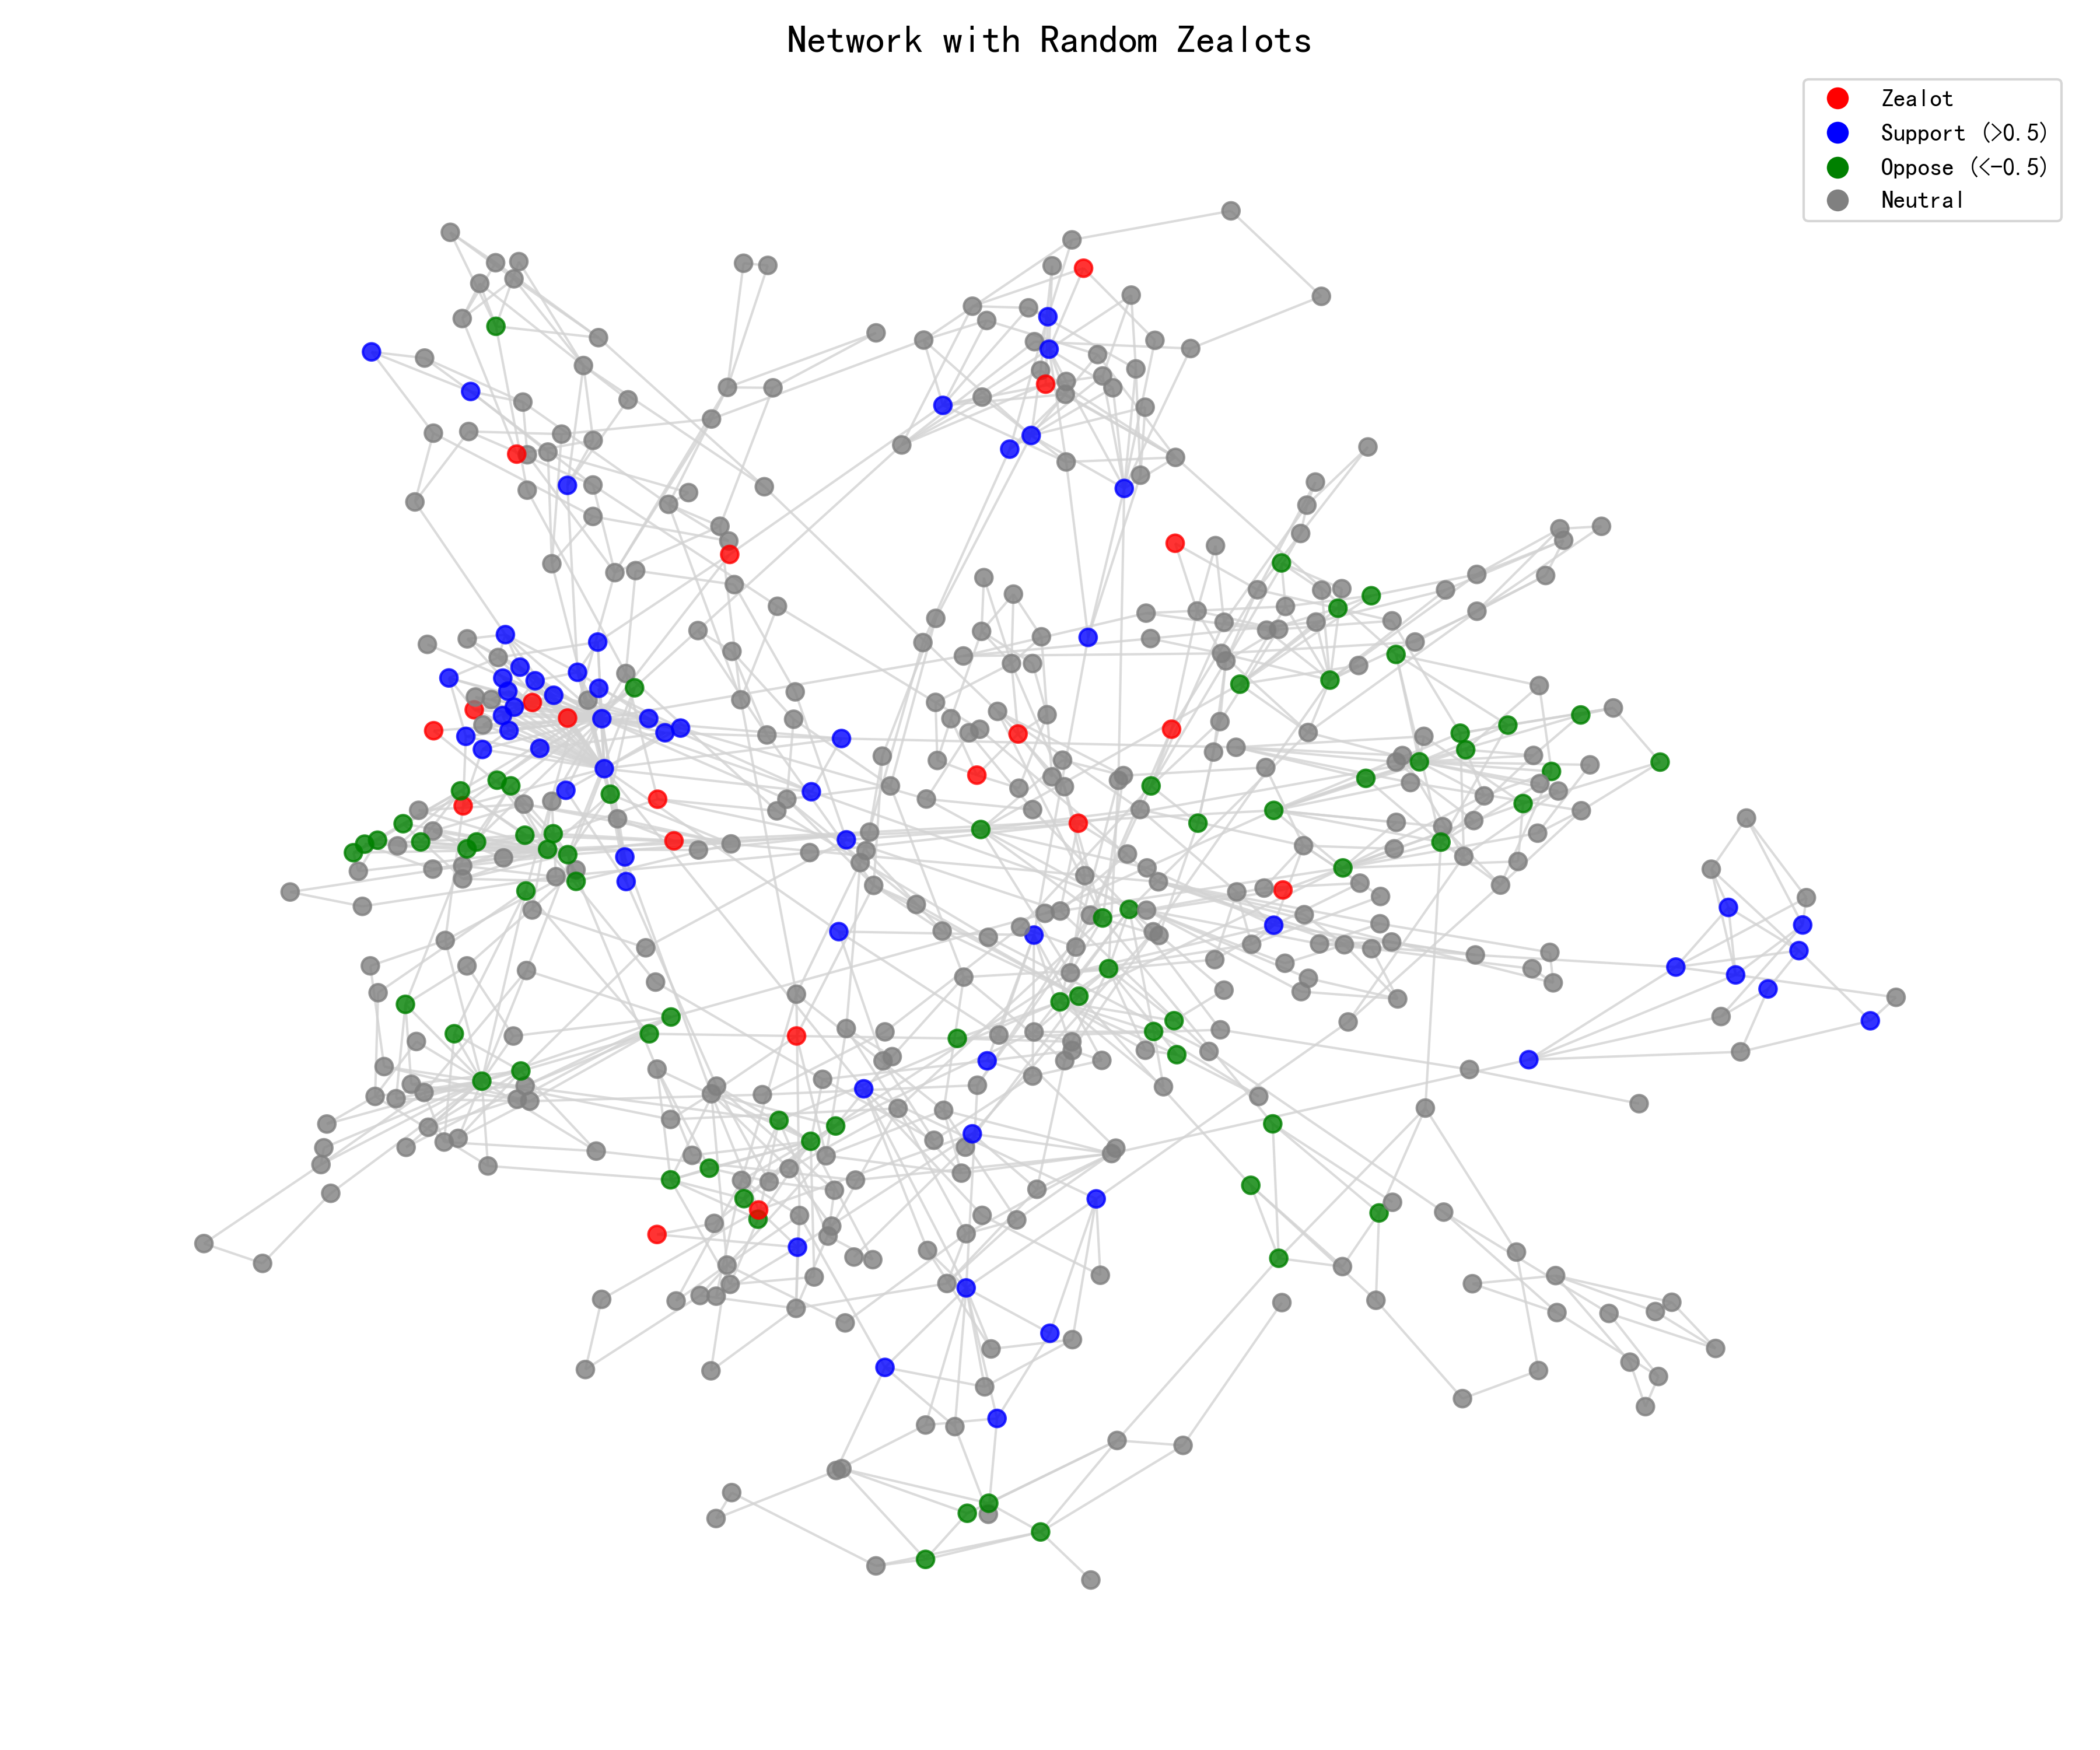 Network with Random Zealots
Zealot
Support (>0.5)
Oppose (<-0.5)
Neutral